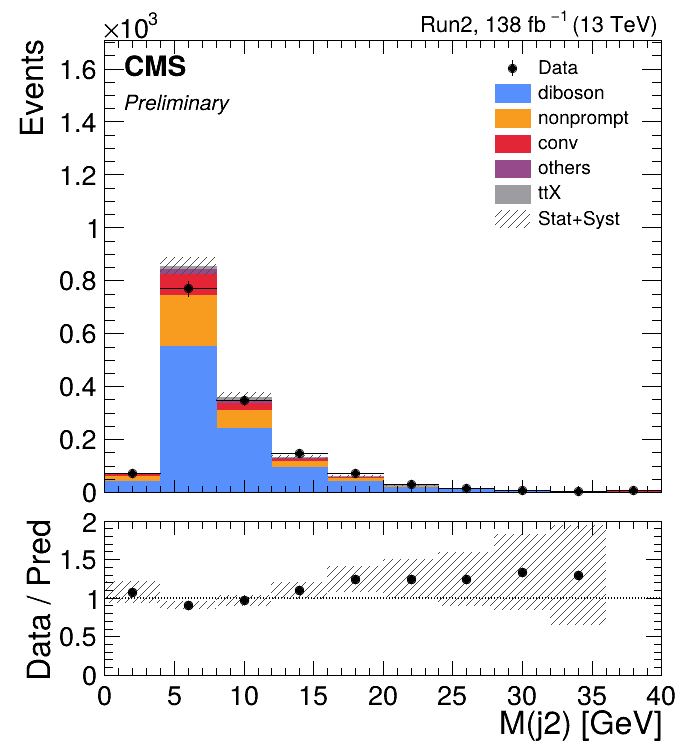 ×10³ Run2, 138 fb⁻¹ (13 TeV)
Events
CMS
Preliminary
Data
diboson
nonprompt
conv
others
ttX
Stat+Syst
1.6
1.4
1.2
1
0.8
0.6
0.4
0.2
0
Data / Pred
2
1.5
1
0.5
0
0 5 10 15 20 25 30 35 40
M(j2) [GeV]